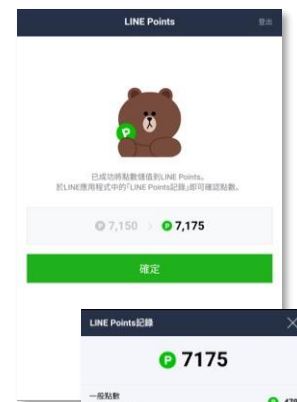 LINE Points 登出
已成功將點數儲值到LINE Points。
於LINE應用程式中的「LINE Points記錄」即可確認點數。
P 7,150 > P 7,175
確定
LINE Points記錄
P 7175
一般點數